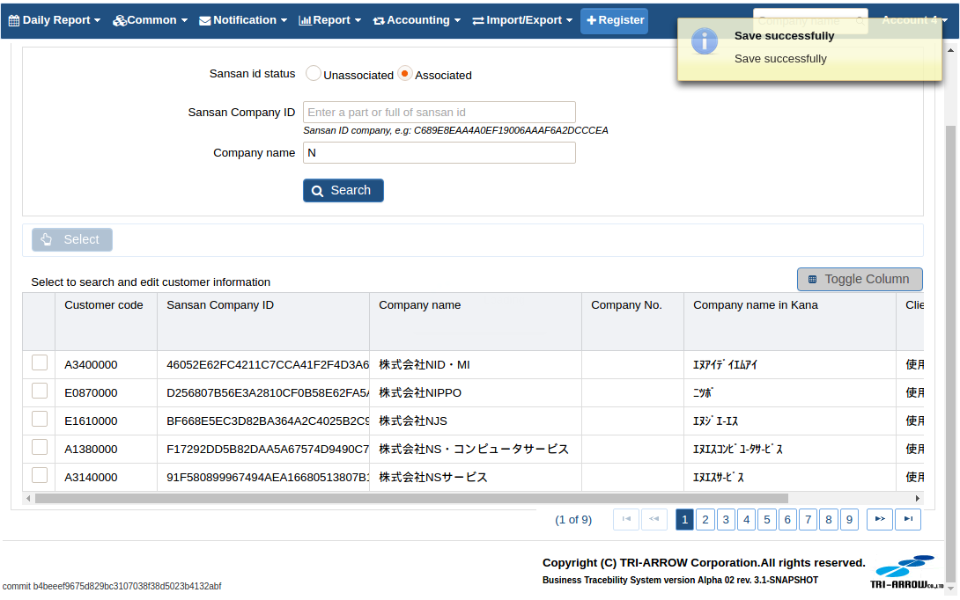 Daily Report Common Notification Report Accounting Import/Export Register Company name Account 4
Save successfully
Save successfully
Sansan id status Unassociated Associated
Sansan Company ID Enter a part or full of sansan id
Sansan ID company, e.g: C689E8EAA4A0EF19006AAAF6A2DCCCEA
Company name N
Search
Select
Select to search and edit customer information Toggle Column
Customer code Sansan Company ID Company name Company No. Company name in Kana Clie
A3400000 46052E62FC4211C7CCA41F2F4D3A6 株式会社NID・MI ｴﾇｱｲﾃﾞｨｴﾑｱｲ 使用
E0870000 D256807B56E3A2810CF0B58E62FA5 株式会社NIPPO ﾆｯﾎﾟ 使用
E1610000 BF668E5EC3D82BA364A2C4025B2C9 株式会社NJS ｴﾇｼﾞｪｰｴｽ 使用
A1380000 F17292DD5B82DAA5A67574D9490C7 株式会社NS・コンピュータサービス ｴﾇｴｽｺﾝﾋﾟｭｰﾀｻｰﾋﾞｽ 使用
A3140000 91F580899967494AEA16680513807B 株式会社NSサービス ｴﾇｴｽｻｰﾋﾞｽ 使用
(1 of 9) 1 2 3 4 5 6 7 8 9
Copyright (C) TRI-ARROW Corporation.All rights reserved.
Business Tracebility System version Alpha 02 rev. 3.1-SNAPSHOT
TRI-ARROW Co.,LTD
commit b4beeef9675d829bc3107038f38d5023b4132abf